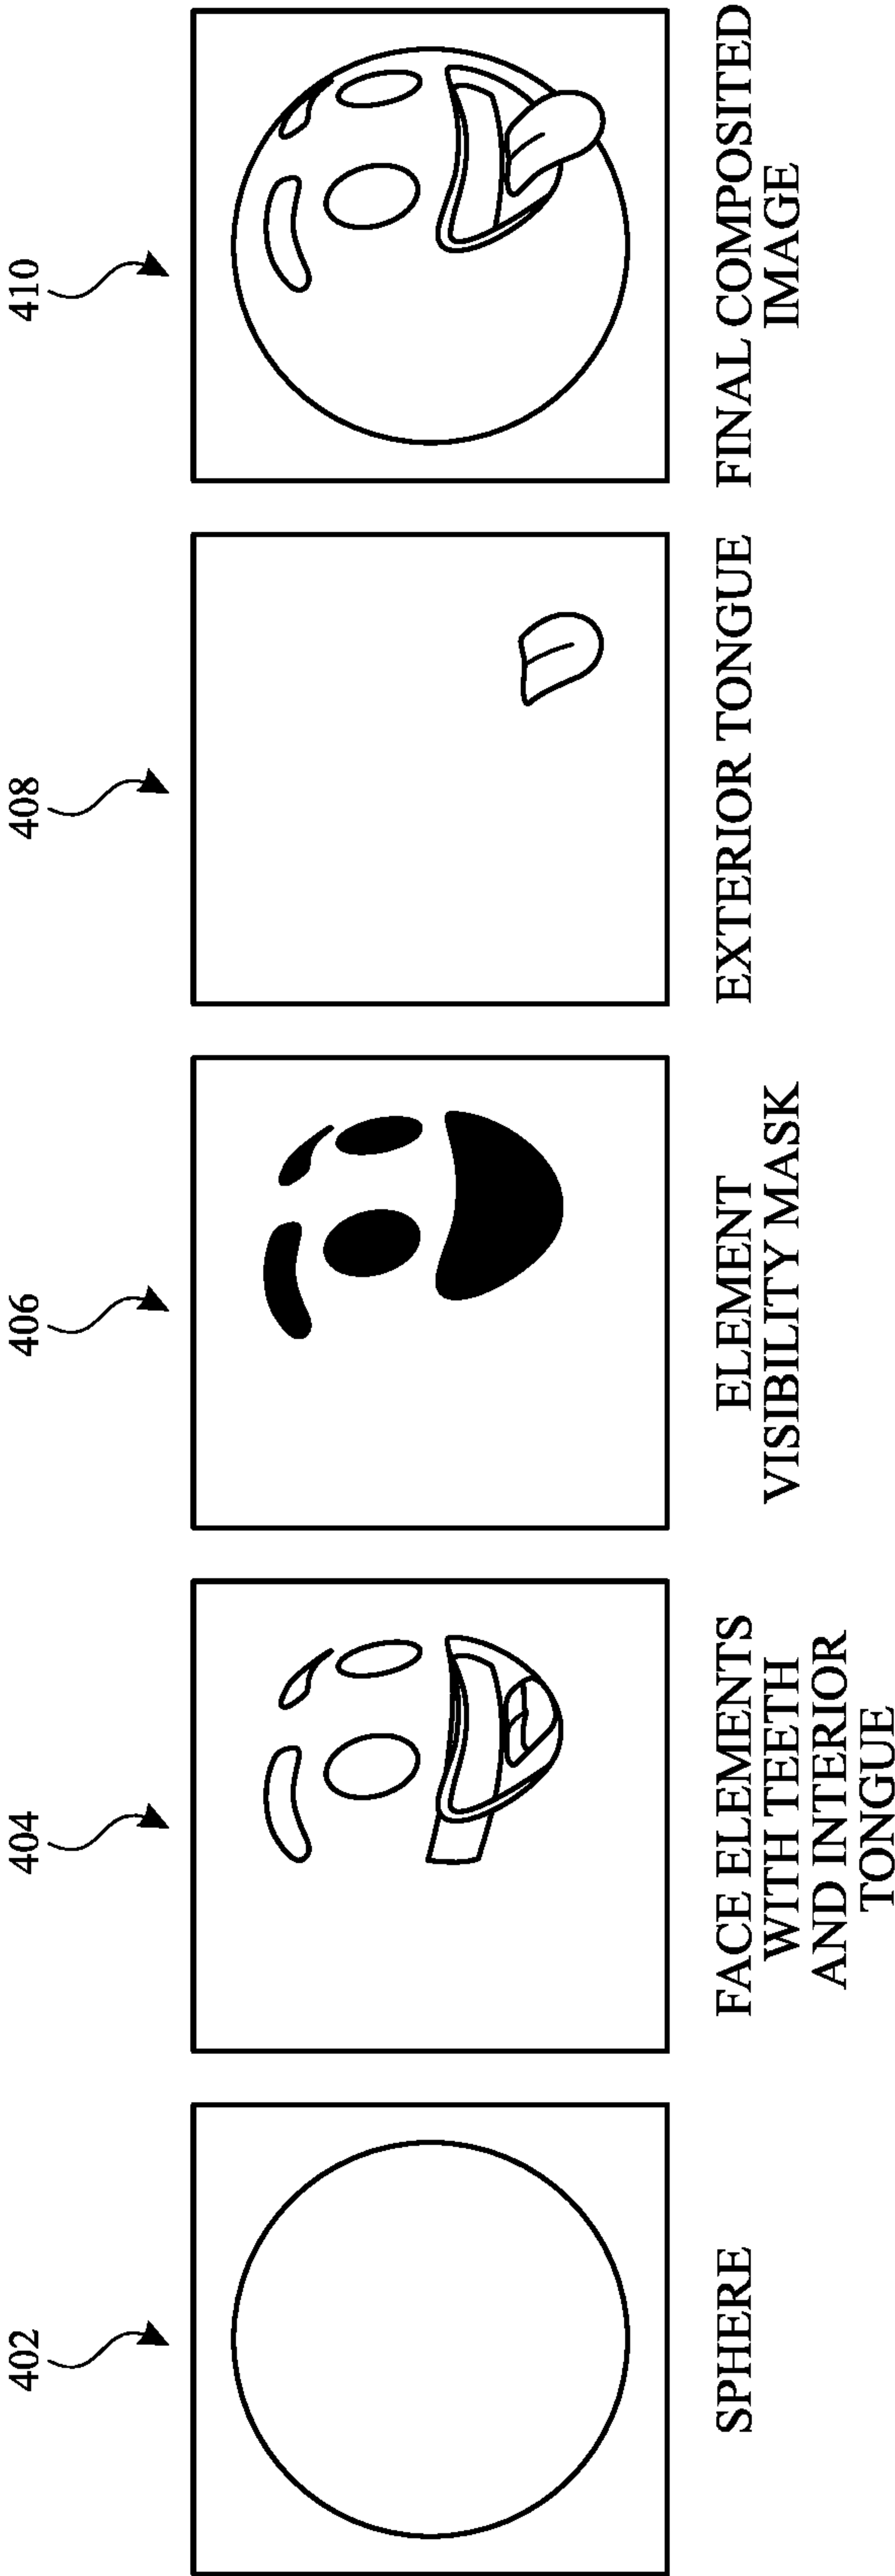 402
404
406
408
410
SPHERE
FACE ELEMENTS
WITH TEETH
AND INTERIOR
TONGUE
ELEMENT
VISIBILITY MASK
EXTERIOR TONGUE
FINAL COMPOSITED
IMAGE